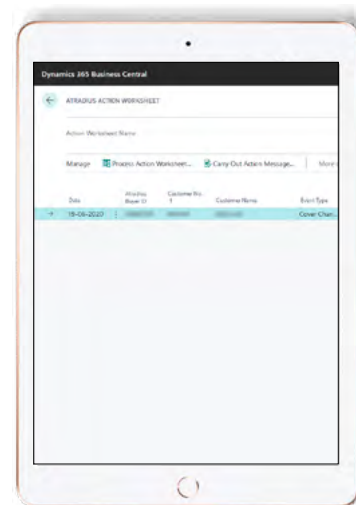 Dynamics 365 Business Central
ATRADIUS ACTION WORKSHEET
Action Worksheet Name
Manage Process Action Worksheet... Carry Out Action Message... More
Date Atradius Buyer ID Customer No. ↑ Customer Name Event Type
→ 18-06-2020 Cover Chan...